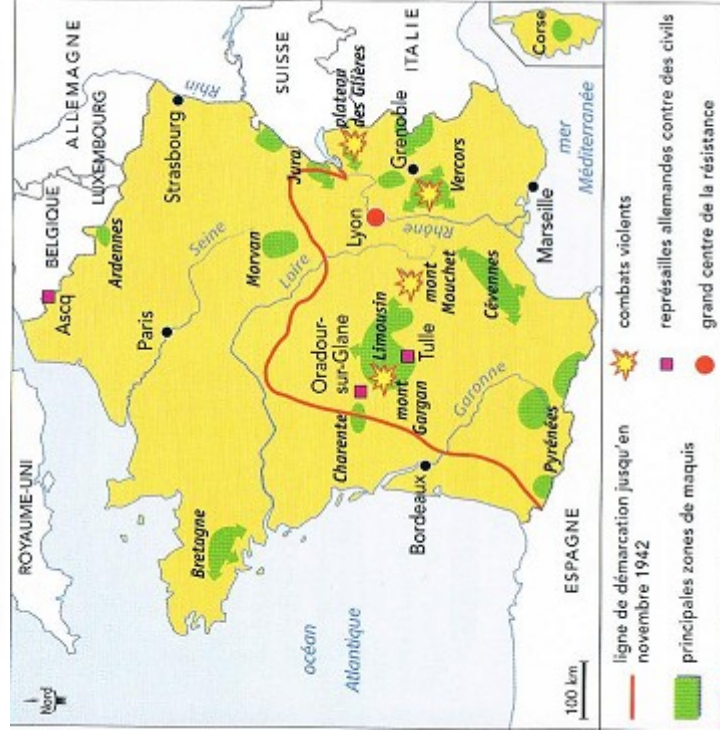 Nord
ROYAUME-UNI
BELGIQUE
ALLEMAGNE
LUXEMBOURG
Ascq
Ardennes
Rhin
Strasbourg
Seine
Paris
Bretagne
Morvan
Loire
SUISSE
Jura
plateau
des Glières
océan
Atlantique
Charente
Oradour-
sur-Glane
Limousin
Lyon
Grenoble
ITALIE
mont
Gargan
Tulle
mont
Mouchet
Rhône
Vercors
Bordeaux
Garonne
Cévennes
Marseille
mer
Méditerranée
Corse
Pyrénées
ESPAGNE
100 km
ligne de démarcation jusqu'en
novembre 1942
principales zones de maquis
combats violents
représailles allemandes contre des civils
grand centre de la résistance